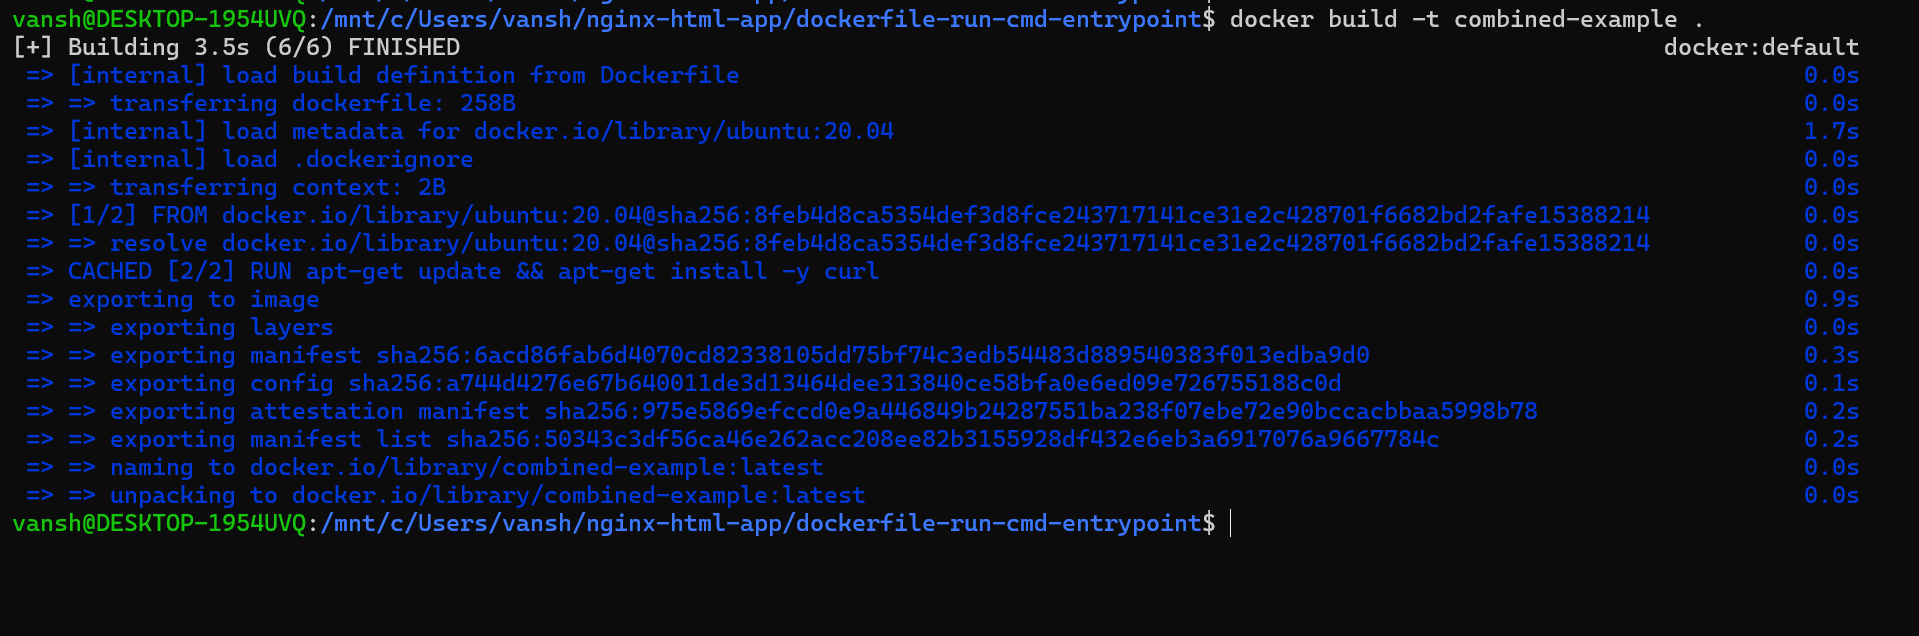 vansh@DESKTOP-1954UVQ:/mnt/c/Users/vansh/nginx-html-app/dockerfile-run-cmd-entrypoint$ docker build -t combined-example .
[+] Building 3.5s (6/6) FINISHED docker:default
=> [internal] load build definition from Dockerfile 0.0s
=> => transferring dockerfile: 258B 0.0s
=> [internal] load metadata for docker.io/library/ubuntu:20.04 1.7s
=> [internal] load .dockerignore 0.0s
=> => transferring context: 2B 0.0s
=> [1/2] FROM docker.io/library/ubuntu:20.04@sha256:8feb4d8ca5354def3d8fce243717141ce31e2c428701f6682bd2fafe15388214 0.0s
=> => resolve docker.io/library/ubuntu:20.04@sha256:8feb4d8ca5354def3d8fce243717141ce31e2c428701f6682bd2fafe15388214 0.0s
=> CACHED [2/2] RUN apt-get update && apt-get install -y curl 0.0s
=> exporting to image 0.9s
=> => exporting layers 0.0s
=> => exporting manifest sha256:6acd86fab6d4070cd82338105dd75bf74c3edb54483d889540383f013edba9d0 0.3s
=> => exporting config sha256:a744d4276e67b640011de3d13464dee313840ce58bfa0e6ed09e726755188c0d 0.1s
=> => exporting attestation manifest sha256:975e5869efccd0e9a446849b24287551ba238f07ebe72e90bccacbbaa5998b78 0.2s
=> => exporting manifest list sha256:50343c3df56ca46e262acc208ee82b3155928df432e6eb3a6917076a9667784c 0.2s
=> => naming to docker.io/library/combined-example:latest 0.0s
=> => unpacking to docker.io/library/combined-example:latest 0.0s
vansh@DESKTOP-1954UVQ:/mnt/c/Users/vansh/nginx-html-app/dockerfile-run-cmd-entrypoint$